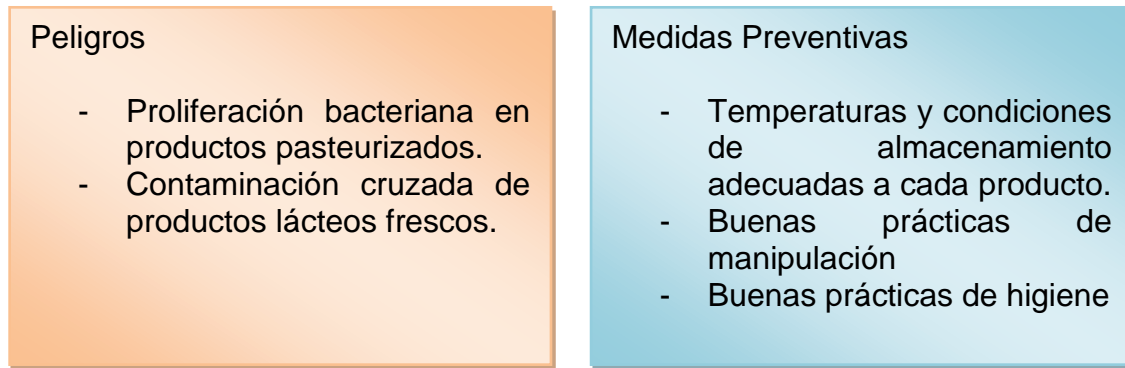 Peligros
- Proliferación bacteriana en
productos pasteurizados.
- Contaminación cruzada de
productos lácteos frescos.
Medidas Preventivas
- Temperaturas y condiciones
de almacenamiento
adecuadas a cada producto.
- Buenas prácticas de
manipulación
- Buenas prácticas de higiene